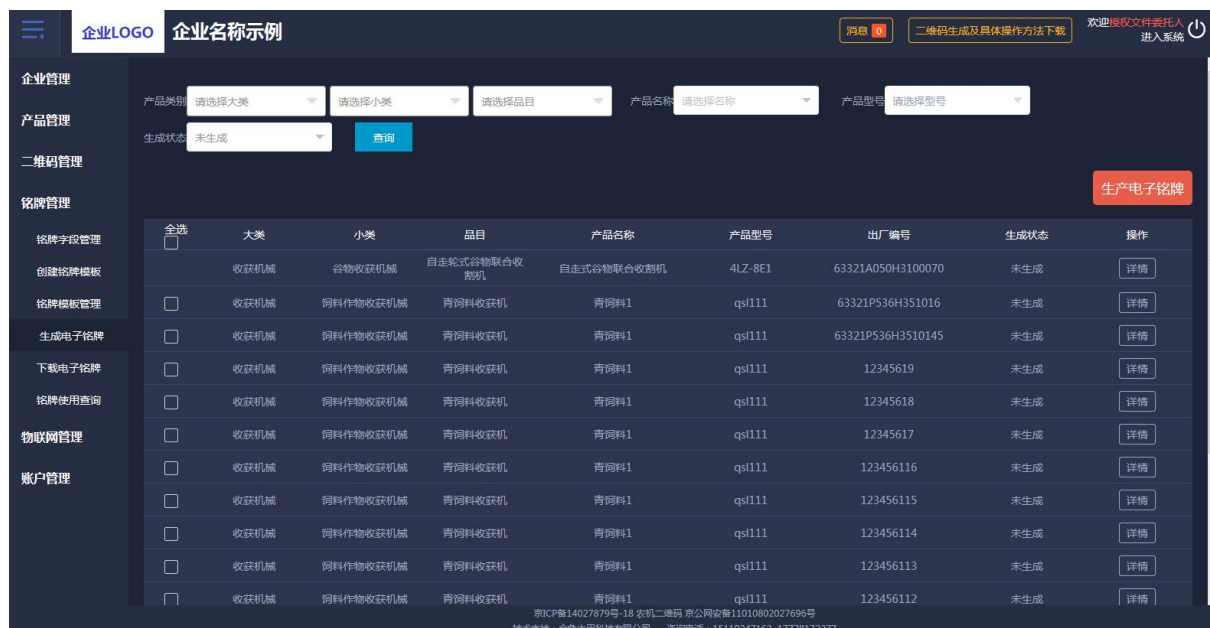 企业LOGO 企业名称示例 消息 0 二维码生成及具体操作方法下载 欢迎授权文件委托人
进入系统
企业管理
产品管理
二维码管理
铭牌管理
铭牌字段管理
创建铭牌模板
铭牌模板管理
生成电子铭牌
下载电子铭牌
铭牌使用查询
物联网管理
账户管理
产品类别 请选择大类 请选择小类 请选择品目 产品名称 请选择名称 产品型号 请选择型号
生成状态 未生成 查询
生产电子铭牌
全选 大类 小类 品目 产品名称 产品型号 出厂编号 生成状态 操作
收获机械 谷物收获机械 自走轮式谷物联合收
割机 自走式谷物联合收割机 4LZ-8E1 63321A050H3100070 未生成 详情
收获机械 饲料作物收获机械 青饲料收获机 青饲料1 qsl111 63321P536H351016 未生成 详情
收获机械 饲料作物收获机械 青饲料收获机 青饲料1 qsl111 63321P536H3510145 未生成 详情
收获机械 饲料作物收获机械 青饲料收获机 青饲料1 qsl111 12345619 未生成 详情
收获机械 饲料作物收获机械 青饲料收获机 青饲料1 qsl111 12345618 未生成 详情
收获机械 饲料作物收获机械 青饲料收获机 青饲料1 qsl111 12345617 未生成 详情
收获机械 饲料作物收获机械 青饲料收获机 青饲料1 qsl111 123456116 未生成 详情
收获机械 饲料作物收获机械 青饲料收获机 青饲料1 qsl111 123456115 未生成 详情
收获机械 饲料作物收获机械 青饲料收获机 青饲料1 qsl111 123456114 未生成 详情
收获机械 饲料作物收获机械 青饲料收获机 青饲料1 qsl111 123456113 未生成 详情
收获机械 饲料作物收获机械 青饲料收获机 青饲料1 qsl111 123456112 未生成 详情
京ICP备14027879号-18 农机二维码 京公网安备11010802027696号